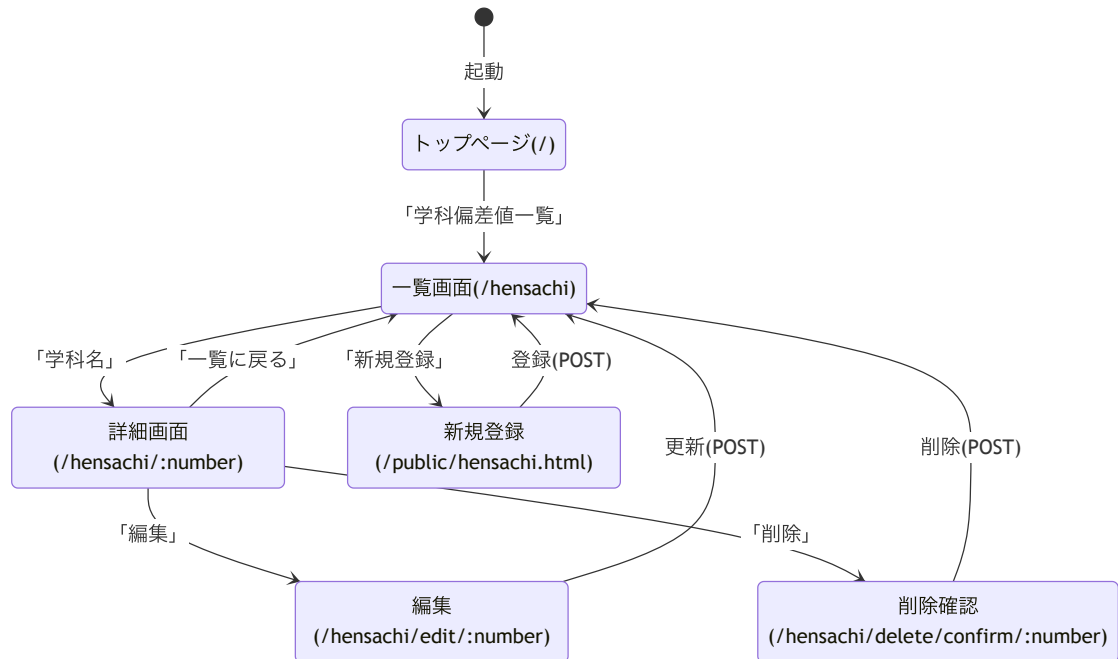 起動
トップページ(/)
「学科偏差値一覧」
一覧画面(/hensachi)
「学科名」
「一覧に戻る」
「新規登録」
登録(POST)
詳細画面
(/hensachi/:number)
新規登録
(/public/hensachi.html)
更新(POST)
削除(POST)
「編集」
「削除」
編集
(/hensachi/edit/:number)
削除確認
(/hensachi/delete/confirm/:number)